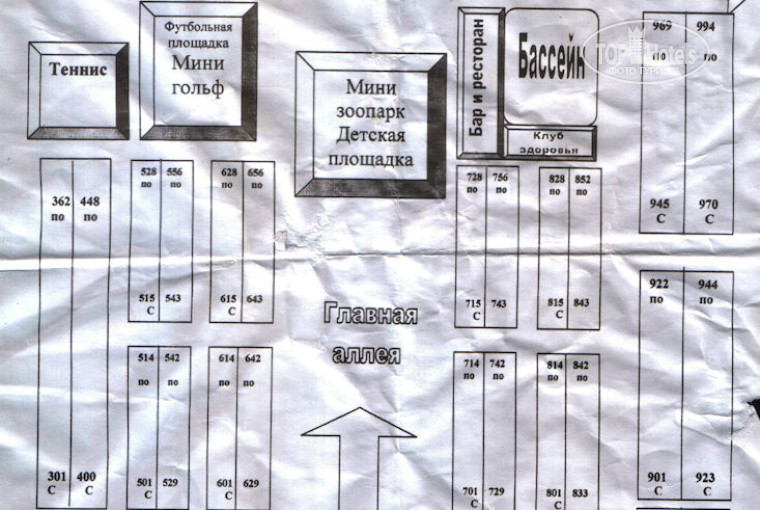 Теннис
Футбольная
площадка
Мини
гольф
Мини
зоопарк
Детская
площадка
Бар и ресторан
Бассейн
Клуб
здоровья
TOPHotels
ФОТО ТУРИСТА
969 994
по по
945 970
С С
362 448
по по
301 400
С С
528 556
по по
515 543
С
628 656
по по
615 643
С
728 756
по по
715 743
С
828 852
по по
815 843
С
922 944
по по
901 923
С С
Главная
аллея
514 542
по по
501 529
С
614 642
по по
601 629
С
714 742
по по
701 729
С
814 842
по по
801 833
С